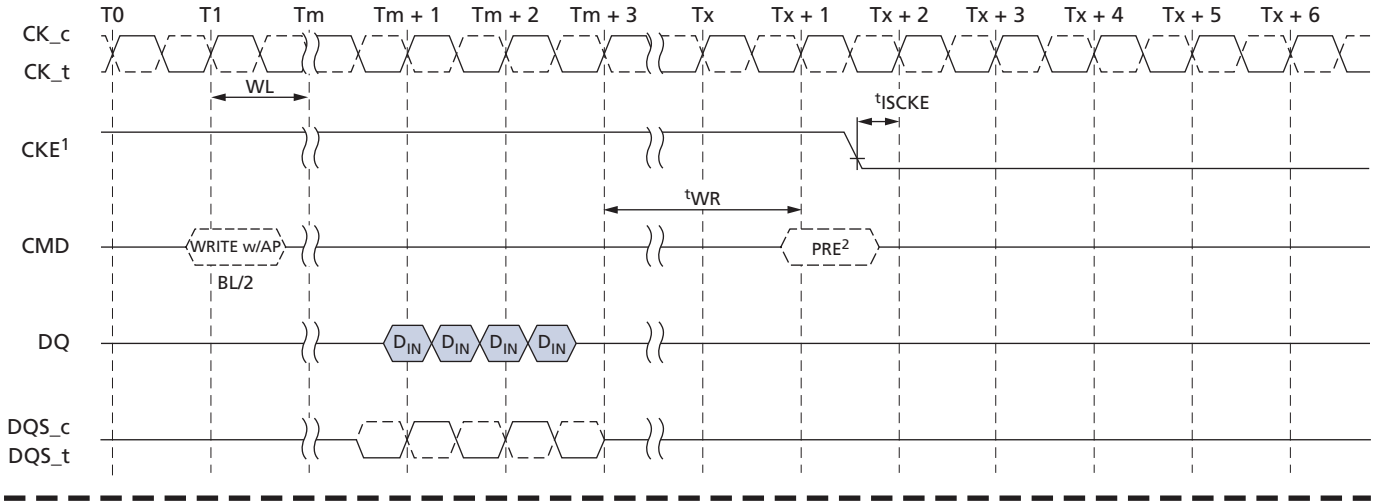 T0 T1 Tm Tm + 1 Tm + 2 Tm + 3 Tx Tx + 1 Tx + 2 Tx + 3 Tx + 4 Tx + 5 Tx + 6
CK_c
CK_t
WL
tISCKE
CKE1
tWR
CMD WRITE w/AP PRE2
BL/2
DQ DIN DIN DIN DIN
DQS_c
DQS_t